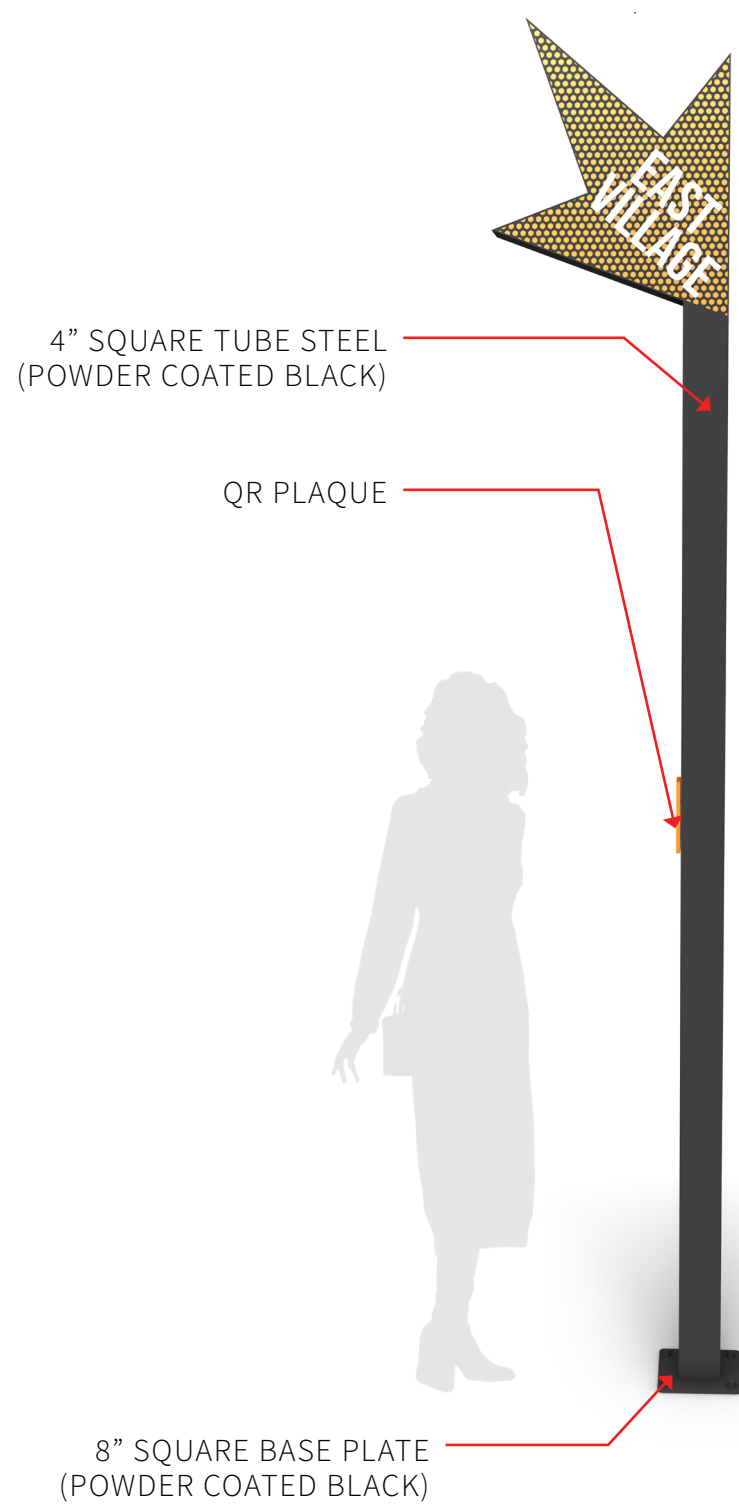 EAST
VILLAGE
4” SQUARE TUBE STEEL
(POWDER COATED BLACK)
QR PLAQUE
8” SQUARE BASE PLATE
(POWDER COATED BLACK)